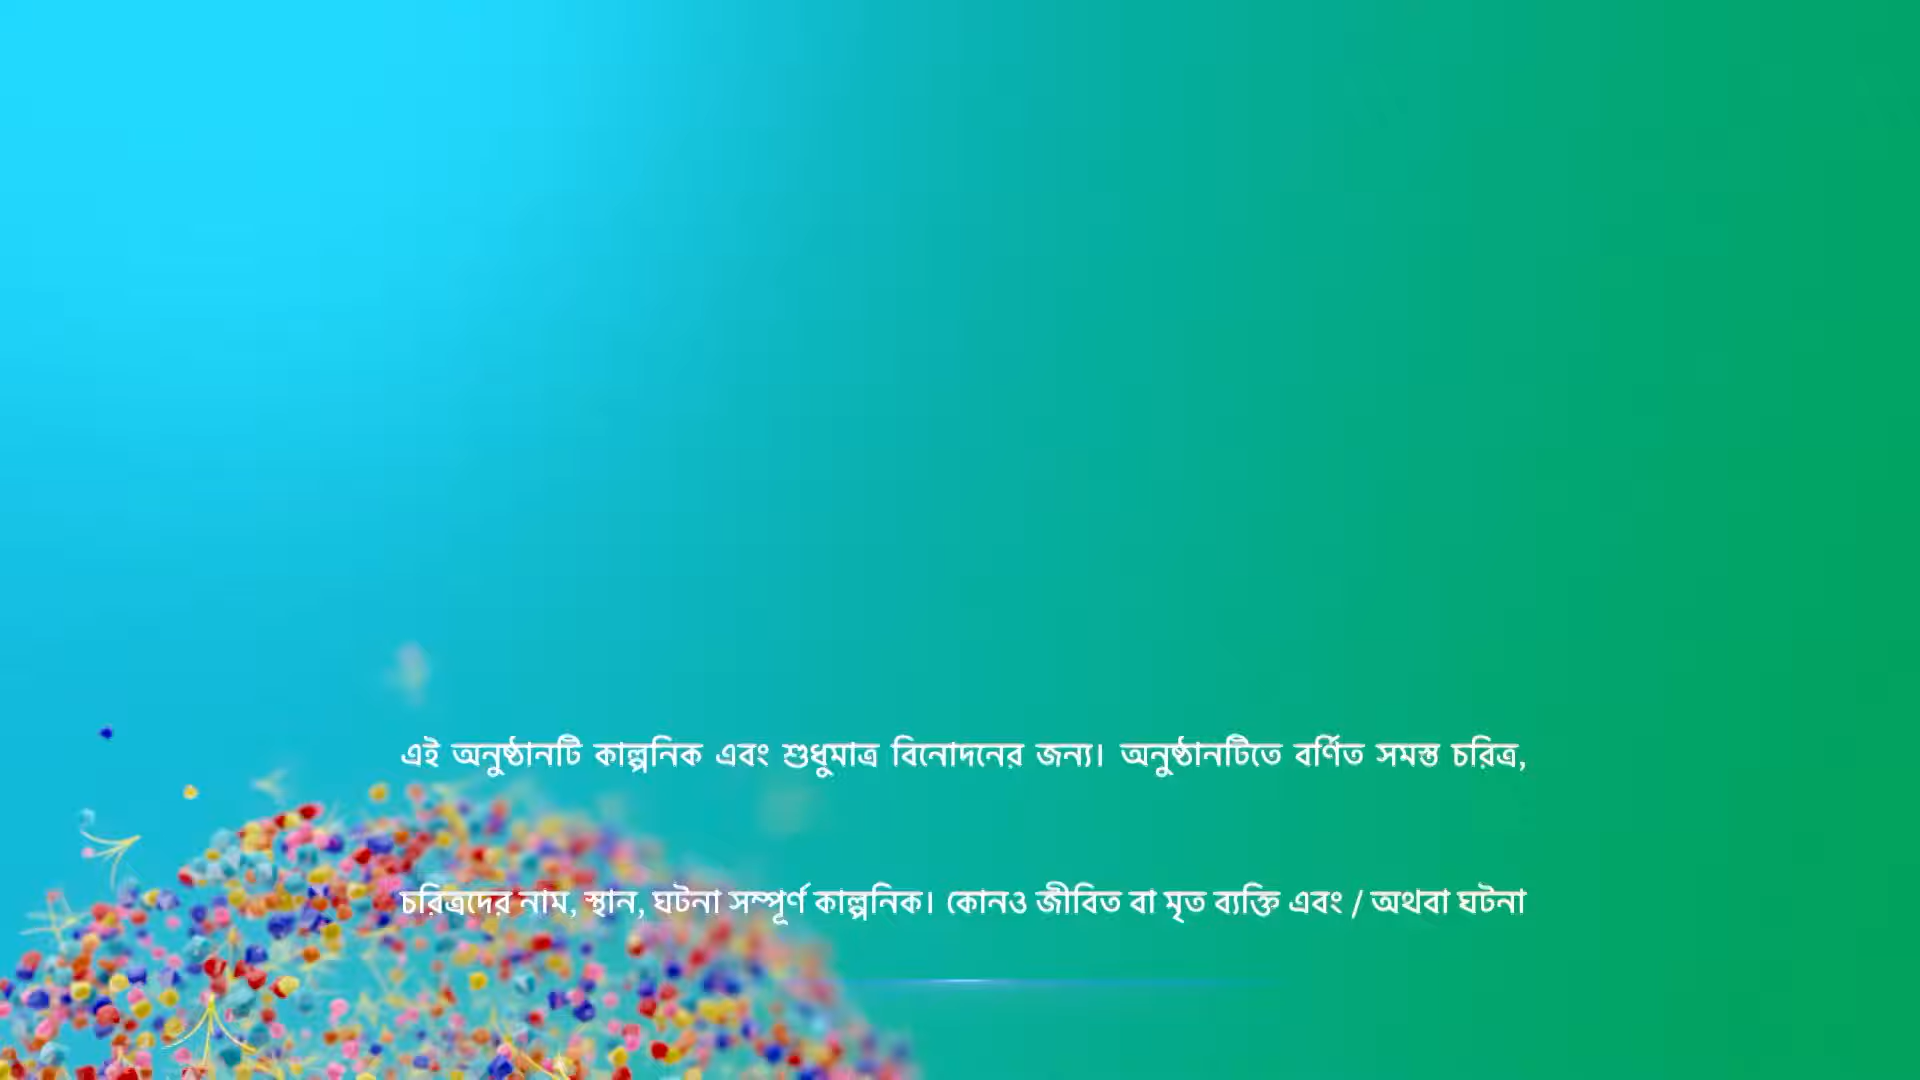 এই অনুষ্ঠানটি কাল্পনিক এবং শুধুমাত্র বিনোদনের জন্য। অনুষ্ঠানটিতে বর্ণিত সমস্ত চরিত্র,
চরিত্রদের নাম, স্থান, ঘটনা সম্পূর্ণ কাল্পনিক। কোনও জীবিত বা মৃত ব্যক্তি এবং / অথবা ঘটনা